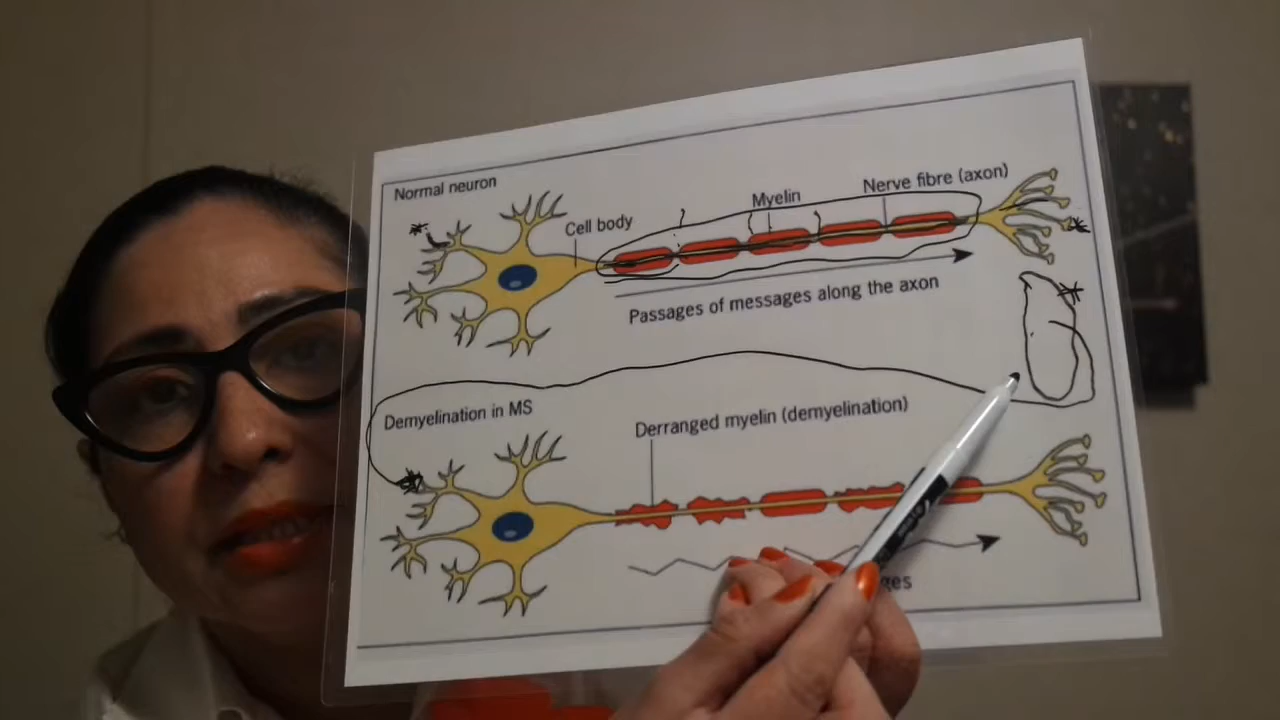 Normal neuron
Cell body
Myelin
Nerve fibre (axon)
Passages of messages along the axon
Demyelination in MS
Derranged myelin (demyelination)